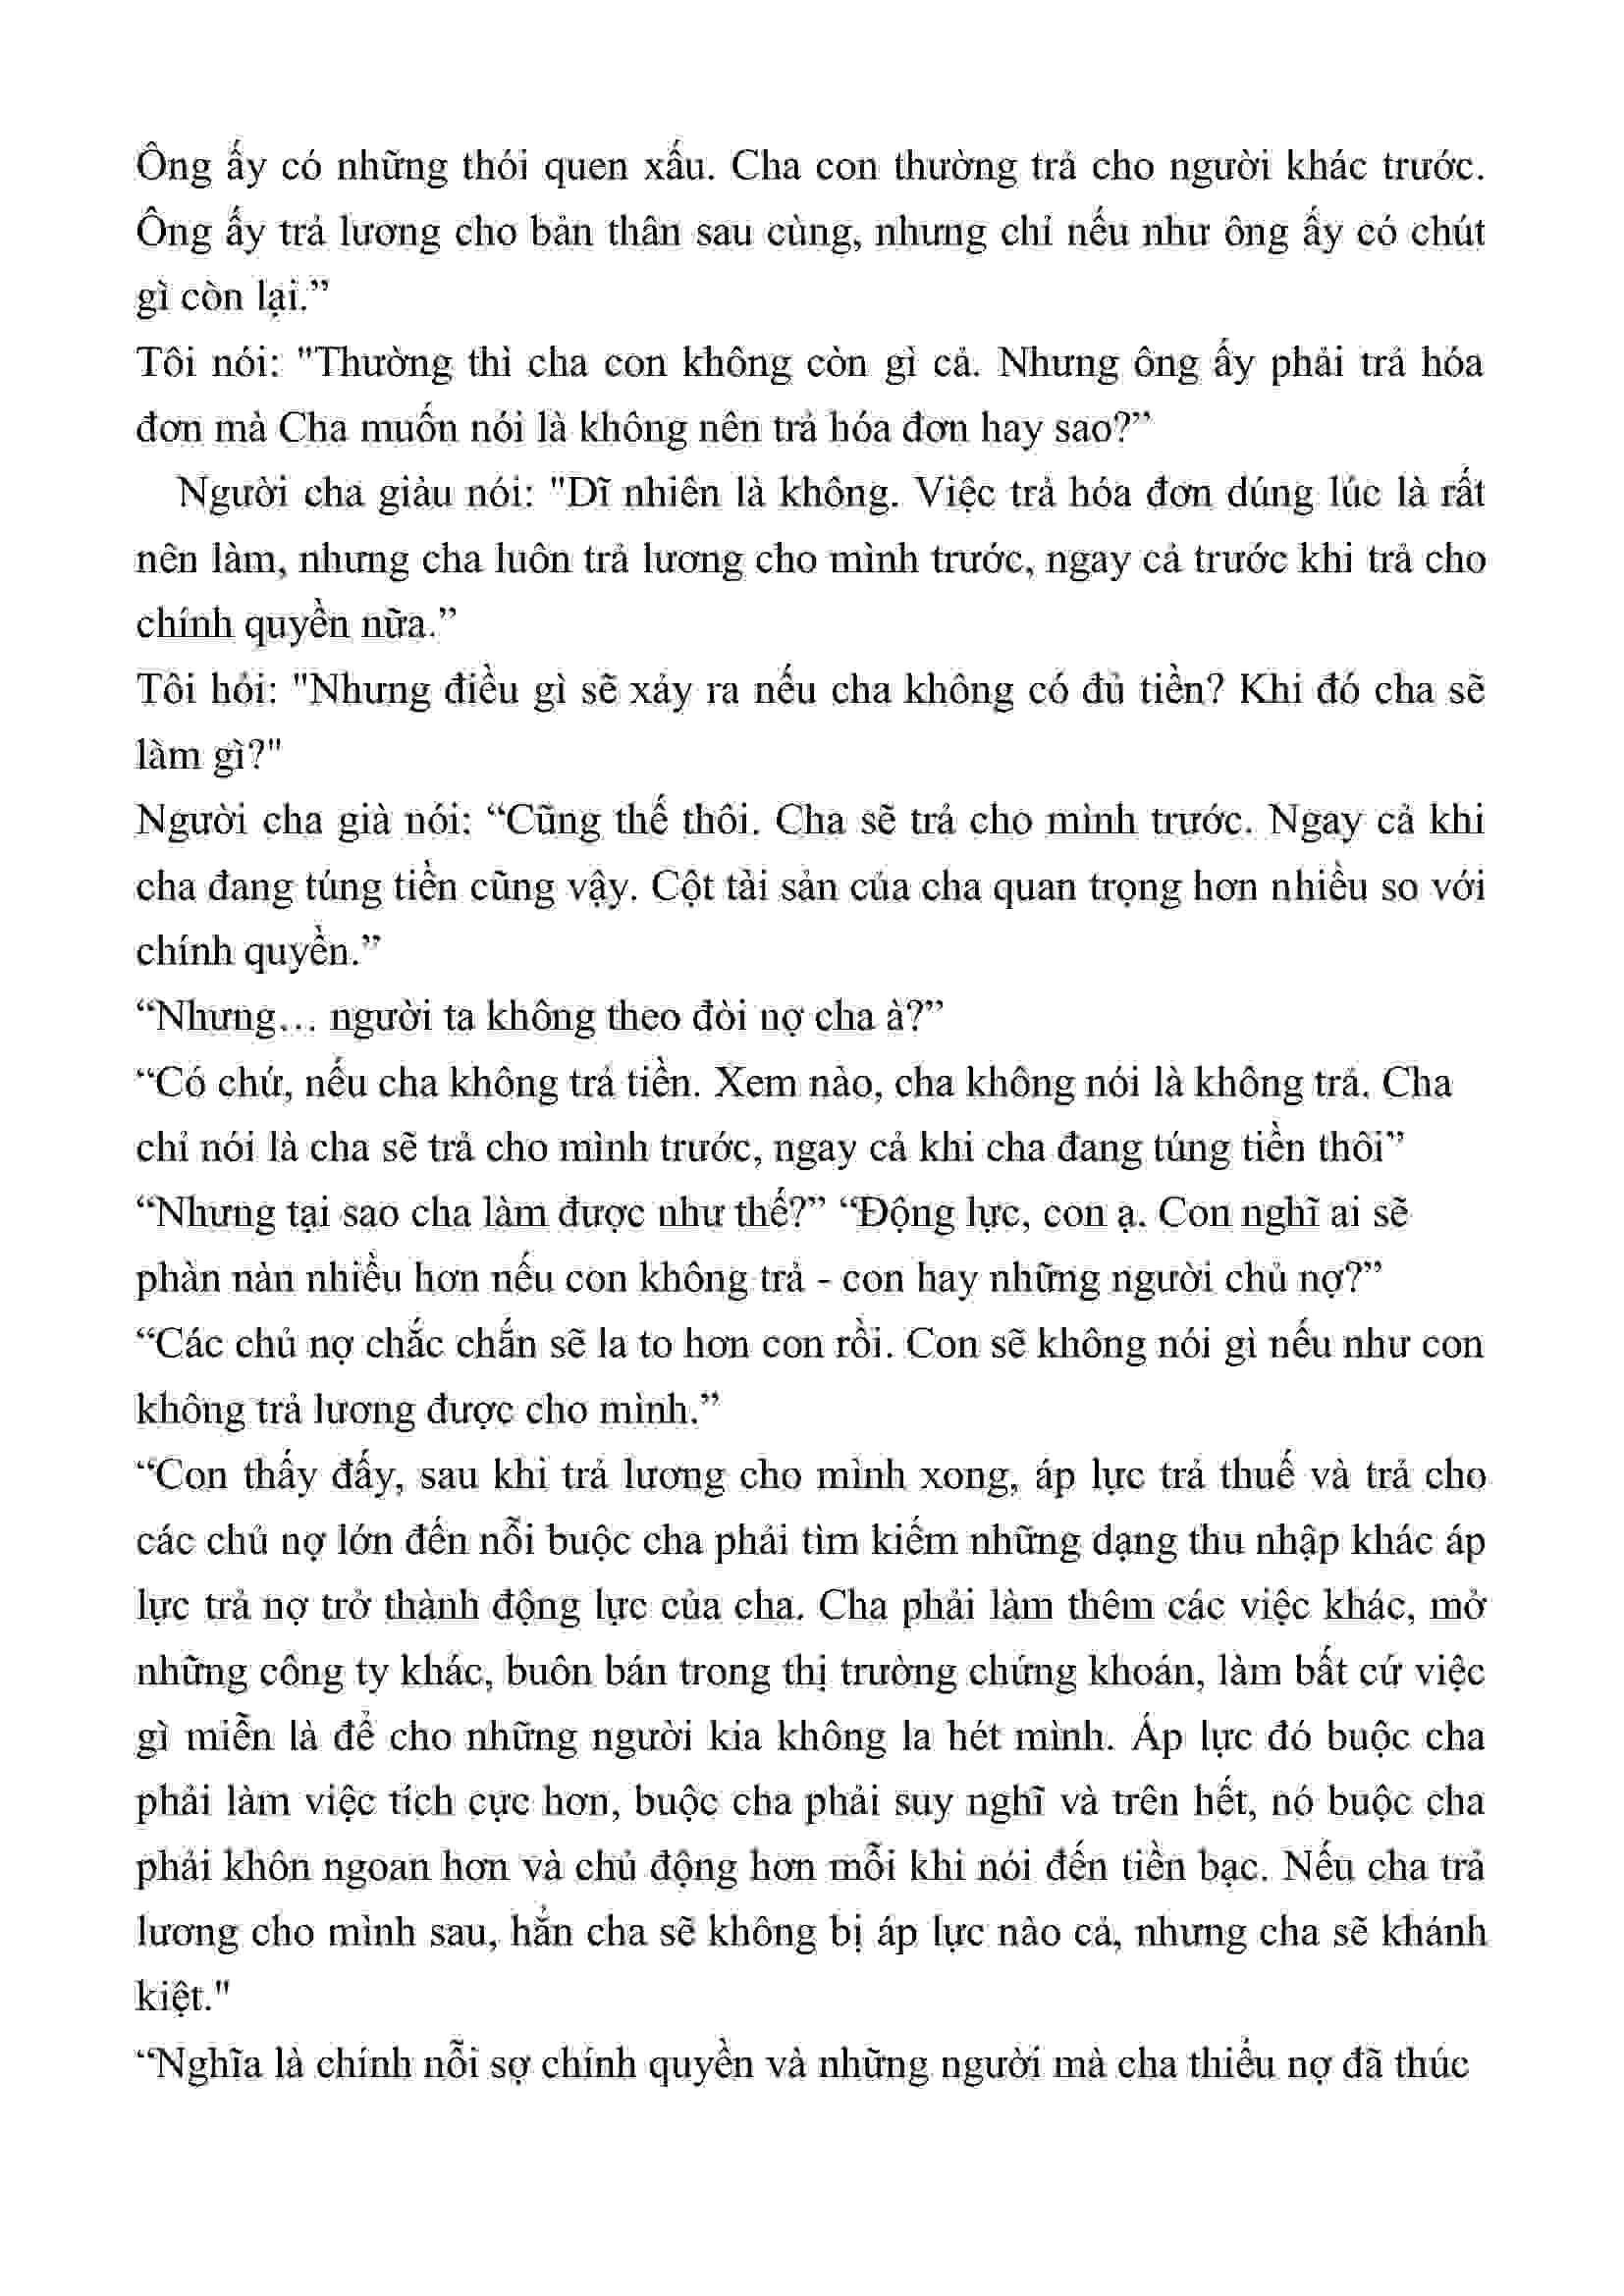 Ông ấy có những thói quen xấu. Cha con thường trả cho người khác trước.
Ông ấy trả lương cho bản thân sau cùng, nhưng chỉ nếu như ông ấy có chút
gì còn lại.”
Tôi nói: "Thường thì cha con không còn gì cả. Nhưng ông ấy phải trả hóa
đơn mà Cha muốn nói là không nên trả hóa đơn hay sao?”
Người cha giàu nói: "Dĩ nhiên là không. Việc trả hóa đơn dúng lúc là rất
nên làm, nhưng cha luôn trả lương cho mình trước, ngay cả trước khi trả cho
chính quyền nữa.”
Tôi hỏi: "Nhưng điều gì sẽ xảy ra nếu cha không có đủ tiền? Khi đó cha sẽ
làm gì?"
Người cha già nói: “Cũng thế thôi. Cha sẽ trả cho mình trước. Ngay cả khi
cha đang túng tiền cũng vậy. Cột tài sản của cha quan trọng hơn nhiều so với
chính quyền.”
“Nhưng… người ta không theo đòi nợ cha à?”
“Có chứ, nếu cha không trả tiền. Xem nào, cha không nói là không trả. Cha
chỉ nói là cha sẽ trả cho mình trước, ngay cả khi cha đang túng tiền thôi”
“Nhưng tại sao cha làm được như thế?” “Động lực, con ạ. Con nghĩ ai sẽ
phàn nàn nhiều hơn nếu con không trả - con hay những người chủ nợ?”
“Các chủ nợ chắc chắn sẽ la to hơn con rồi. Con sẽ không nói gì nếu như con
không trả lương được cho mình.”
“Con thấy đấy, sau khi trả lương cho mình xong, áp lực trả thuế và trả cho
các chủ nợ lớn đến nỗi buộc cha phải tìm kiếm những dạng thu nhập khác áp
lực trả nợ trở thành động lực của cha. Cha phải làm thêm các việc khác, mở
những công ty khác, buôn bán trong thị trường chứng khoán, làm bất cứ việc
gì miễn là để cho những người kia không la hét mình. Áp lực đó buộc cha
phải làm việc tích cực hơn, buộc cha phải suy nghĩ và trên hết, nó buộc cha
phải khôn ngoan hơn và chủ động hơn mỗi khi nói đến tiền bạc. Nếu cha trả
lương cho mình sau, hẳn cha sẽ không bị áp lực nào cả, nhưng cha sẽ khánh
kiệt."
“Nghĩa là chính nỗi sợ chính quyền và những người mà cha thiếu nợ đã thúc